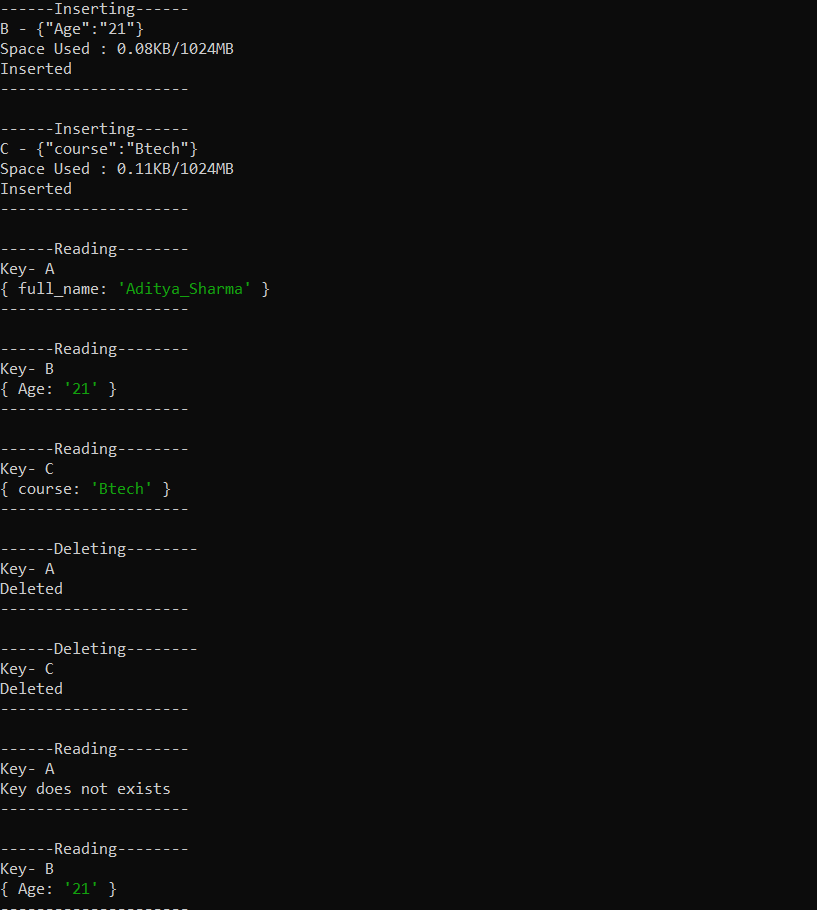 ------Inserting------
B - {"Age":"21"}
Space Used : 0.08KB/1024MB
Inserted
---------------------
------Inserting------
C - {"course":"Btech"}
Space Used : 0.11KB/1024MB
Inserted
---------------------
------Reading--------
Key- A
{ full_name: 'Aditya_Sharma' }
---------------------
------Reading--------
Key- B
{ Age: '21' }
---------------------
------Reading--------
Key- C
{ course: 'Btech' }
---------------------
------Deleting--------
Key- A
Deleted
---------------------
------Deleting--------
Key- C
Deleted
---------------------
------Reading--------
Key- A
Key does not exists
---------------------
------Reading--------
Key- B
{ Age: '21' }
---------------------